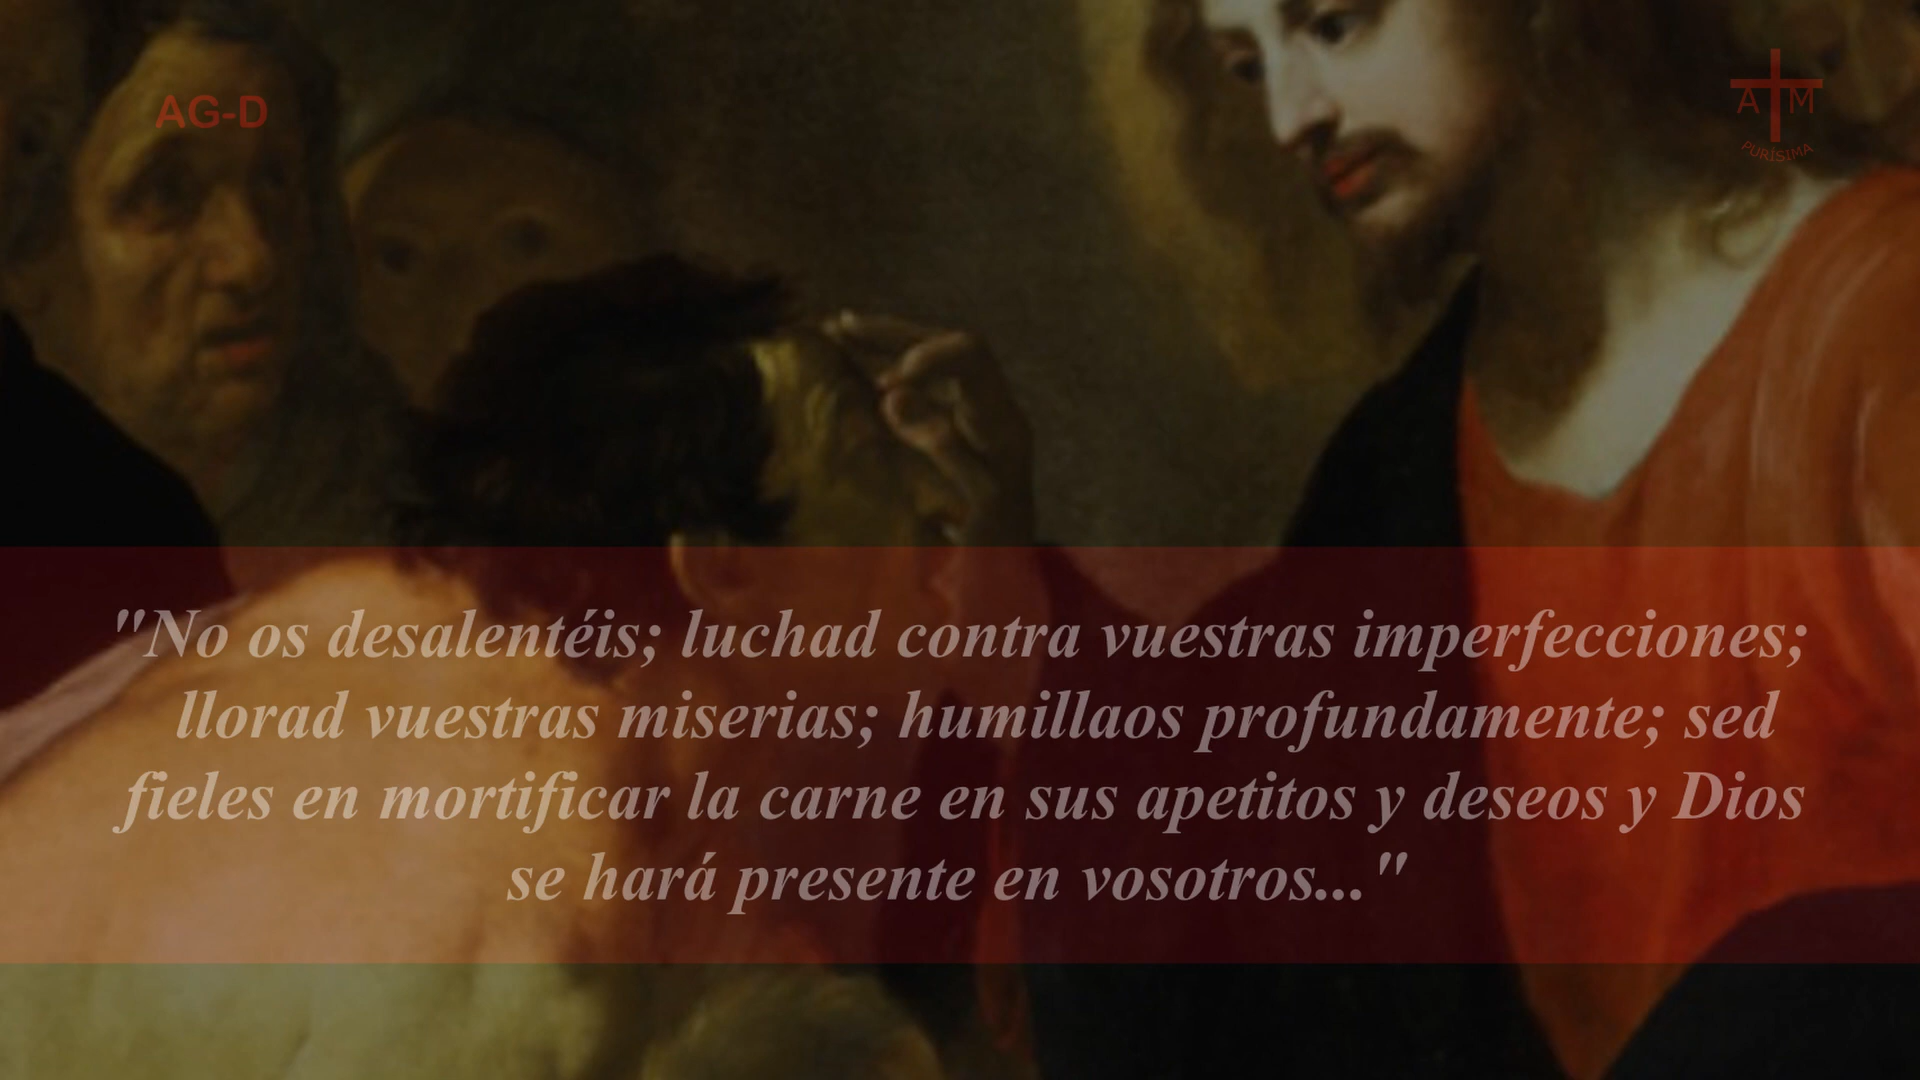 AG-D
A M
PURÍSIMA
"No os desalentéis; luchad contra vuestras imperfecciones;
llorad vuestras miserias; humillaos profundamente; sed
fieles en mortificar la carne en sus apetitos y deseos y Dios
se hará presente en vosotros..."